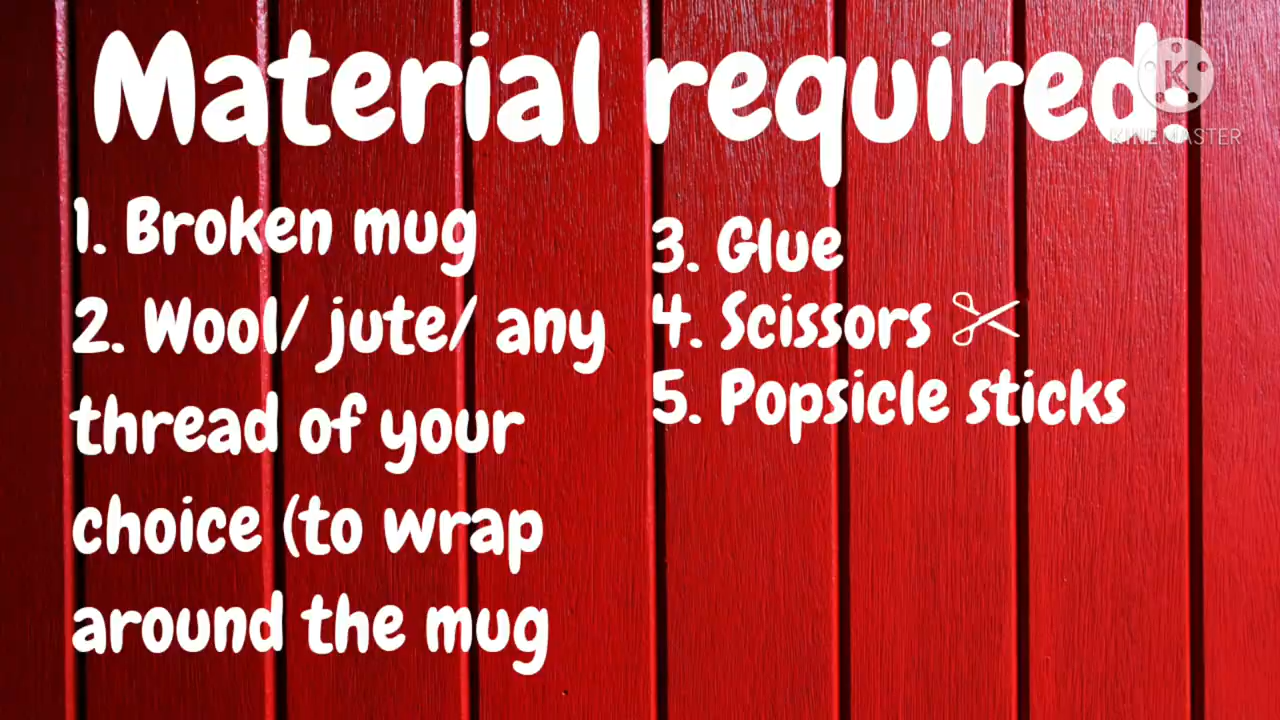 Material required
KINEMASTER
1. Broken mug
2. Wool/ jute/ any
thread of your
choice (to wrap
around the mug
3. Glue
4. Scissors ✂
5. Popsicle sticks